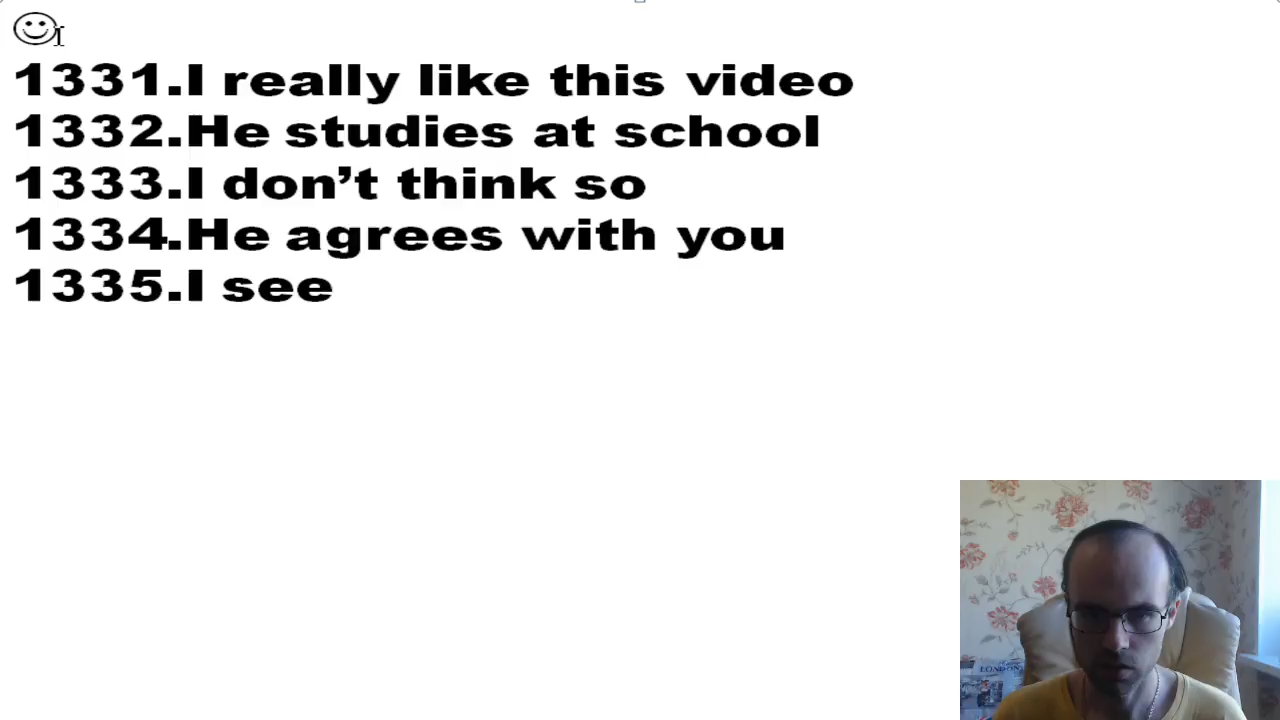 1331.I really like this video
1332.He studies at school
1333.I don't think so
1334.He agrees with you
1335.I see
LONDON